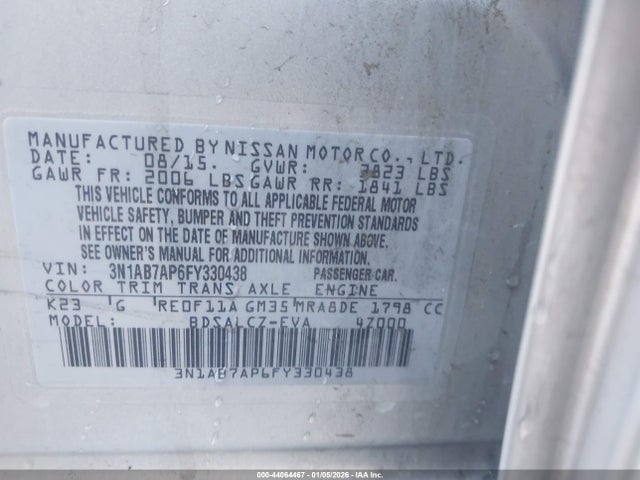 MANUFACTURED BY NISSAN MOTOR CO., LTD.
DATE: 08/15. GVWR: 3823 LBS
GAWR FR: 2006 LBS GAWR RR: 1841 LBS
THIS VEHICLE CONFORMS TO ALL APPLICABLE FEDERAL MOTOR
VEHICLE SAFETY, BUMPER AND THEFT PREVENTION STANDARDS
IN EFFECT ON THE DATE OF MANUFACTURE SHOWN ABOVE.
SEE OWNER'S MANUAL FOR ADDITIONAL INFORMATION
VIN: 3N1AB7AP6FY330438 PASSENGER CAR.
COLOR TRIM TRANS AXLE ENGINE
K23 G RE0F11A GM35 MRA8DE 1798 CC
MODEL: BDSALCZ-EVA 47000
3N1AB7AP6FY330438
000-44064467 - 01/05/2026 - IAA Inc.